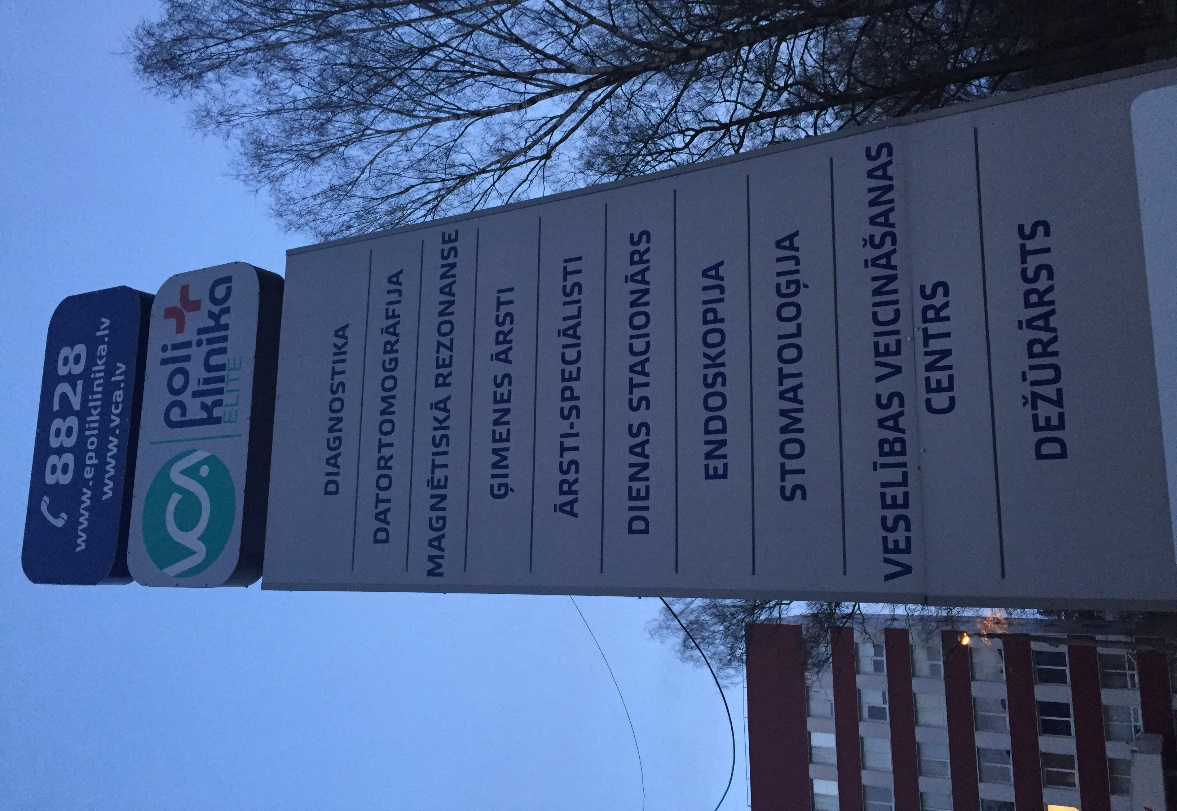 8828
www.epoliklinika.lv
www.vca.lv
VCA
poli
klīnika
ELITE
DIAGNOSTIKA
DATORTOMOGRĀFIJA
MAGNĒTISKĀ REZONANSE
ĢIMENES ĀRSTI
ĀRSTI-SPECIĀLISTI
DIENAS STACIONĀRS
ENDOSKOPIJA
STOMATOLOĢIJA
VESELĪBAS VEICINĀŠANAS
CENTRS
DEŽŪRĀRSTS